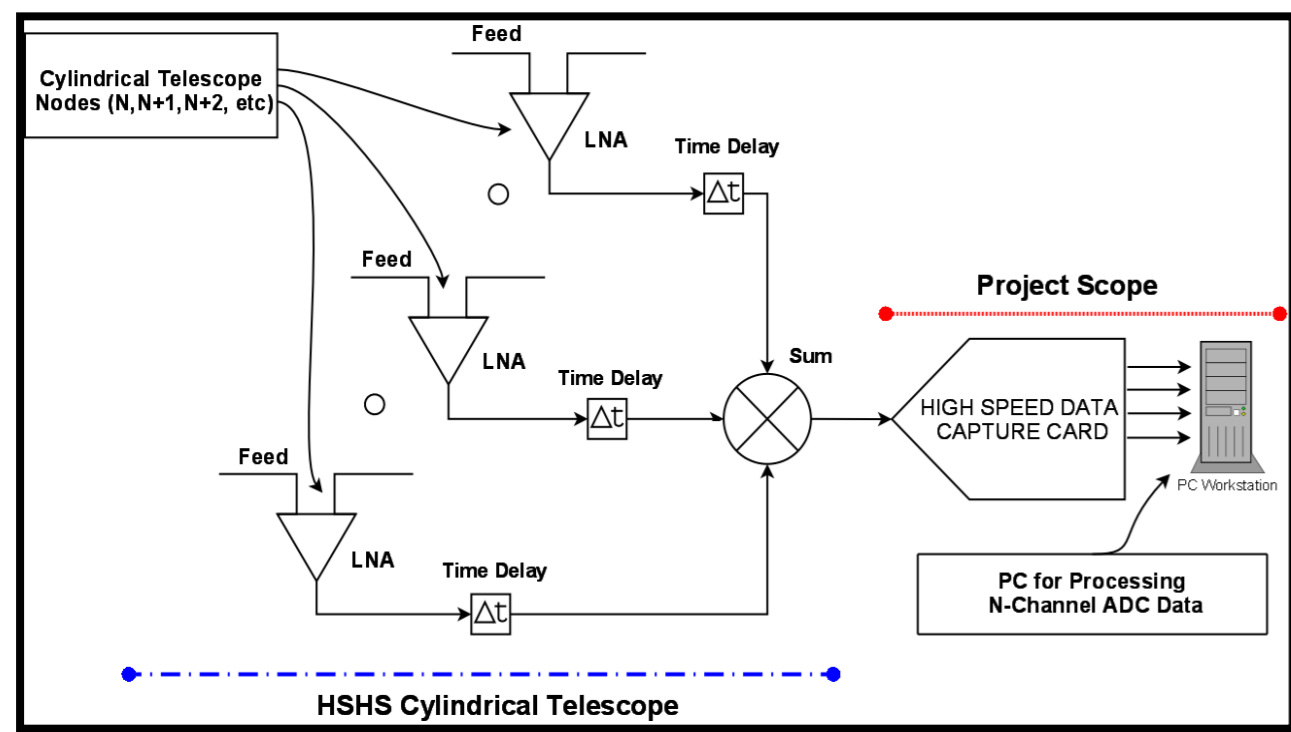 Feed
Cylindrical Telescope
Nodes (N,N+1,N+2, etc)
LNA
Time Delay
Δt
Feed
LNA
Time Delay
Δt
Sum
Project Scope
HIGH SPEED DATA
CAPTURE CARD
PC Workstation
Feed
LNA
Time Delay
Δt
PC for Processing
N-Channel ADC Data
HSHS Cylindrical Telescope